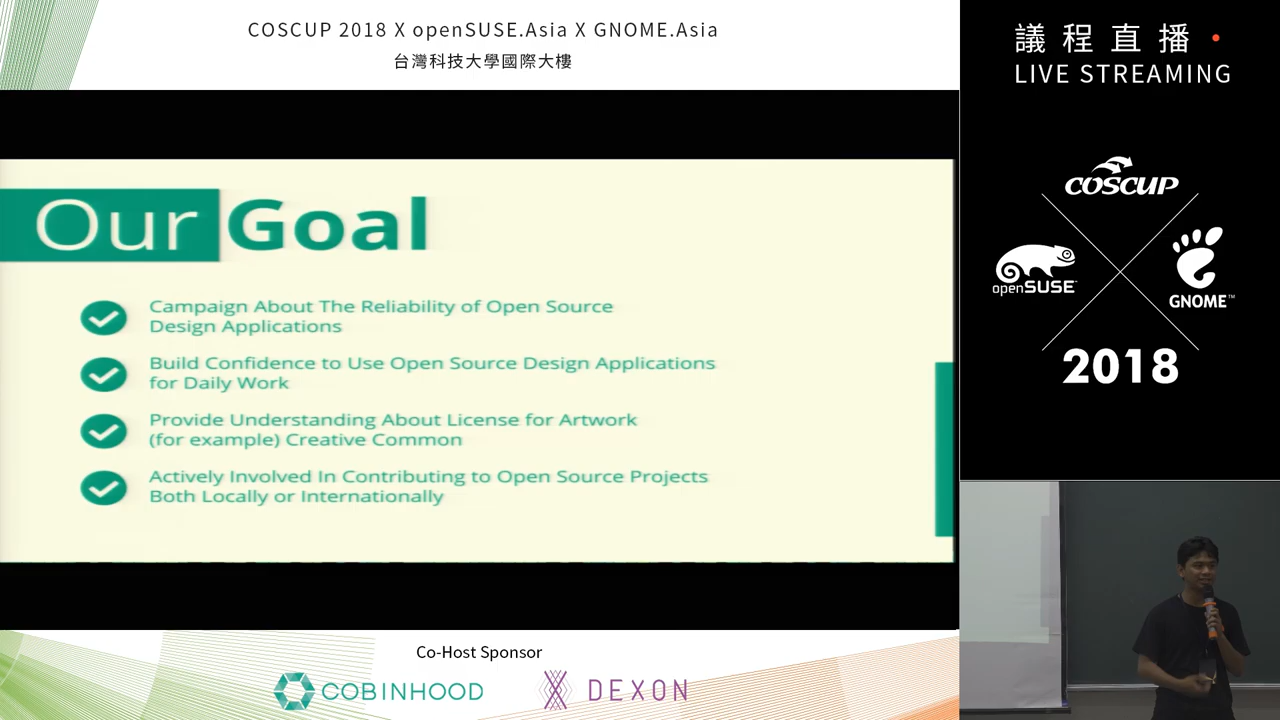 COSCUP 2018 X openSUSE.Asia X GNOME.Asia
台灣科技大學國際大樓
議程直播
LIVE STREAMING
COSCUP
openSUSE
GNOME™
2018
Our Goal
Campaign About The Reliability of Open Source
Design Applications
Build Confidence to Use Open Source Design Applications
for Daily Work
Provide Understanding About License for Artwork
(for example) Creative Common
Actively Involved In Contributing to Open Source Projects
Both Locally or Internationally
Co-Host Sponsor
COBINHOOD
DEXON